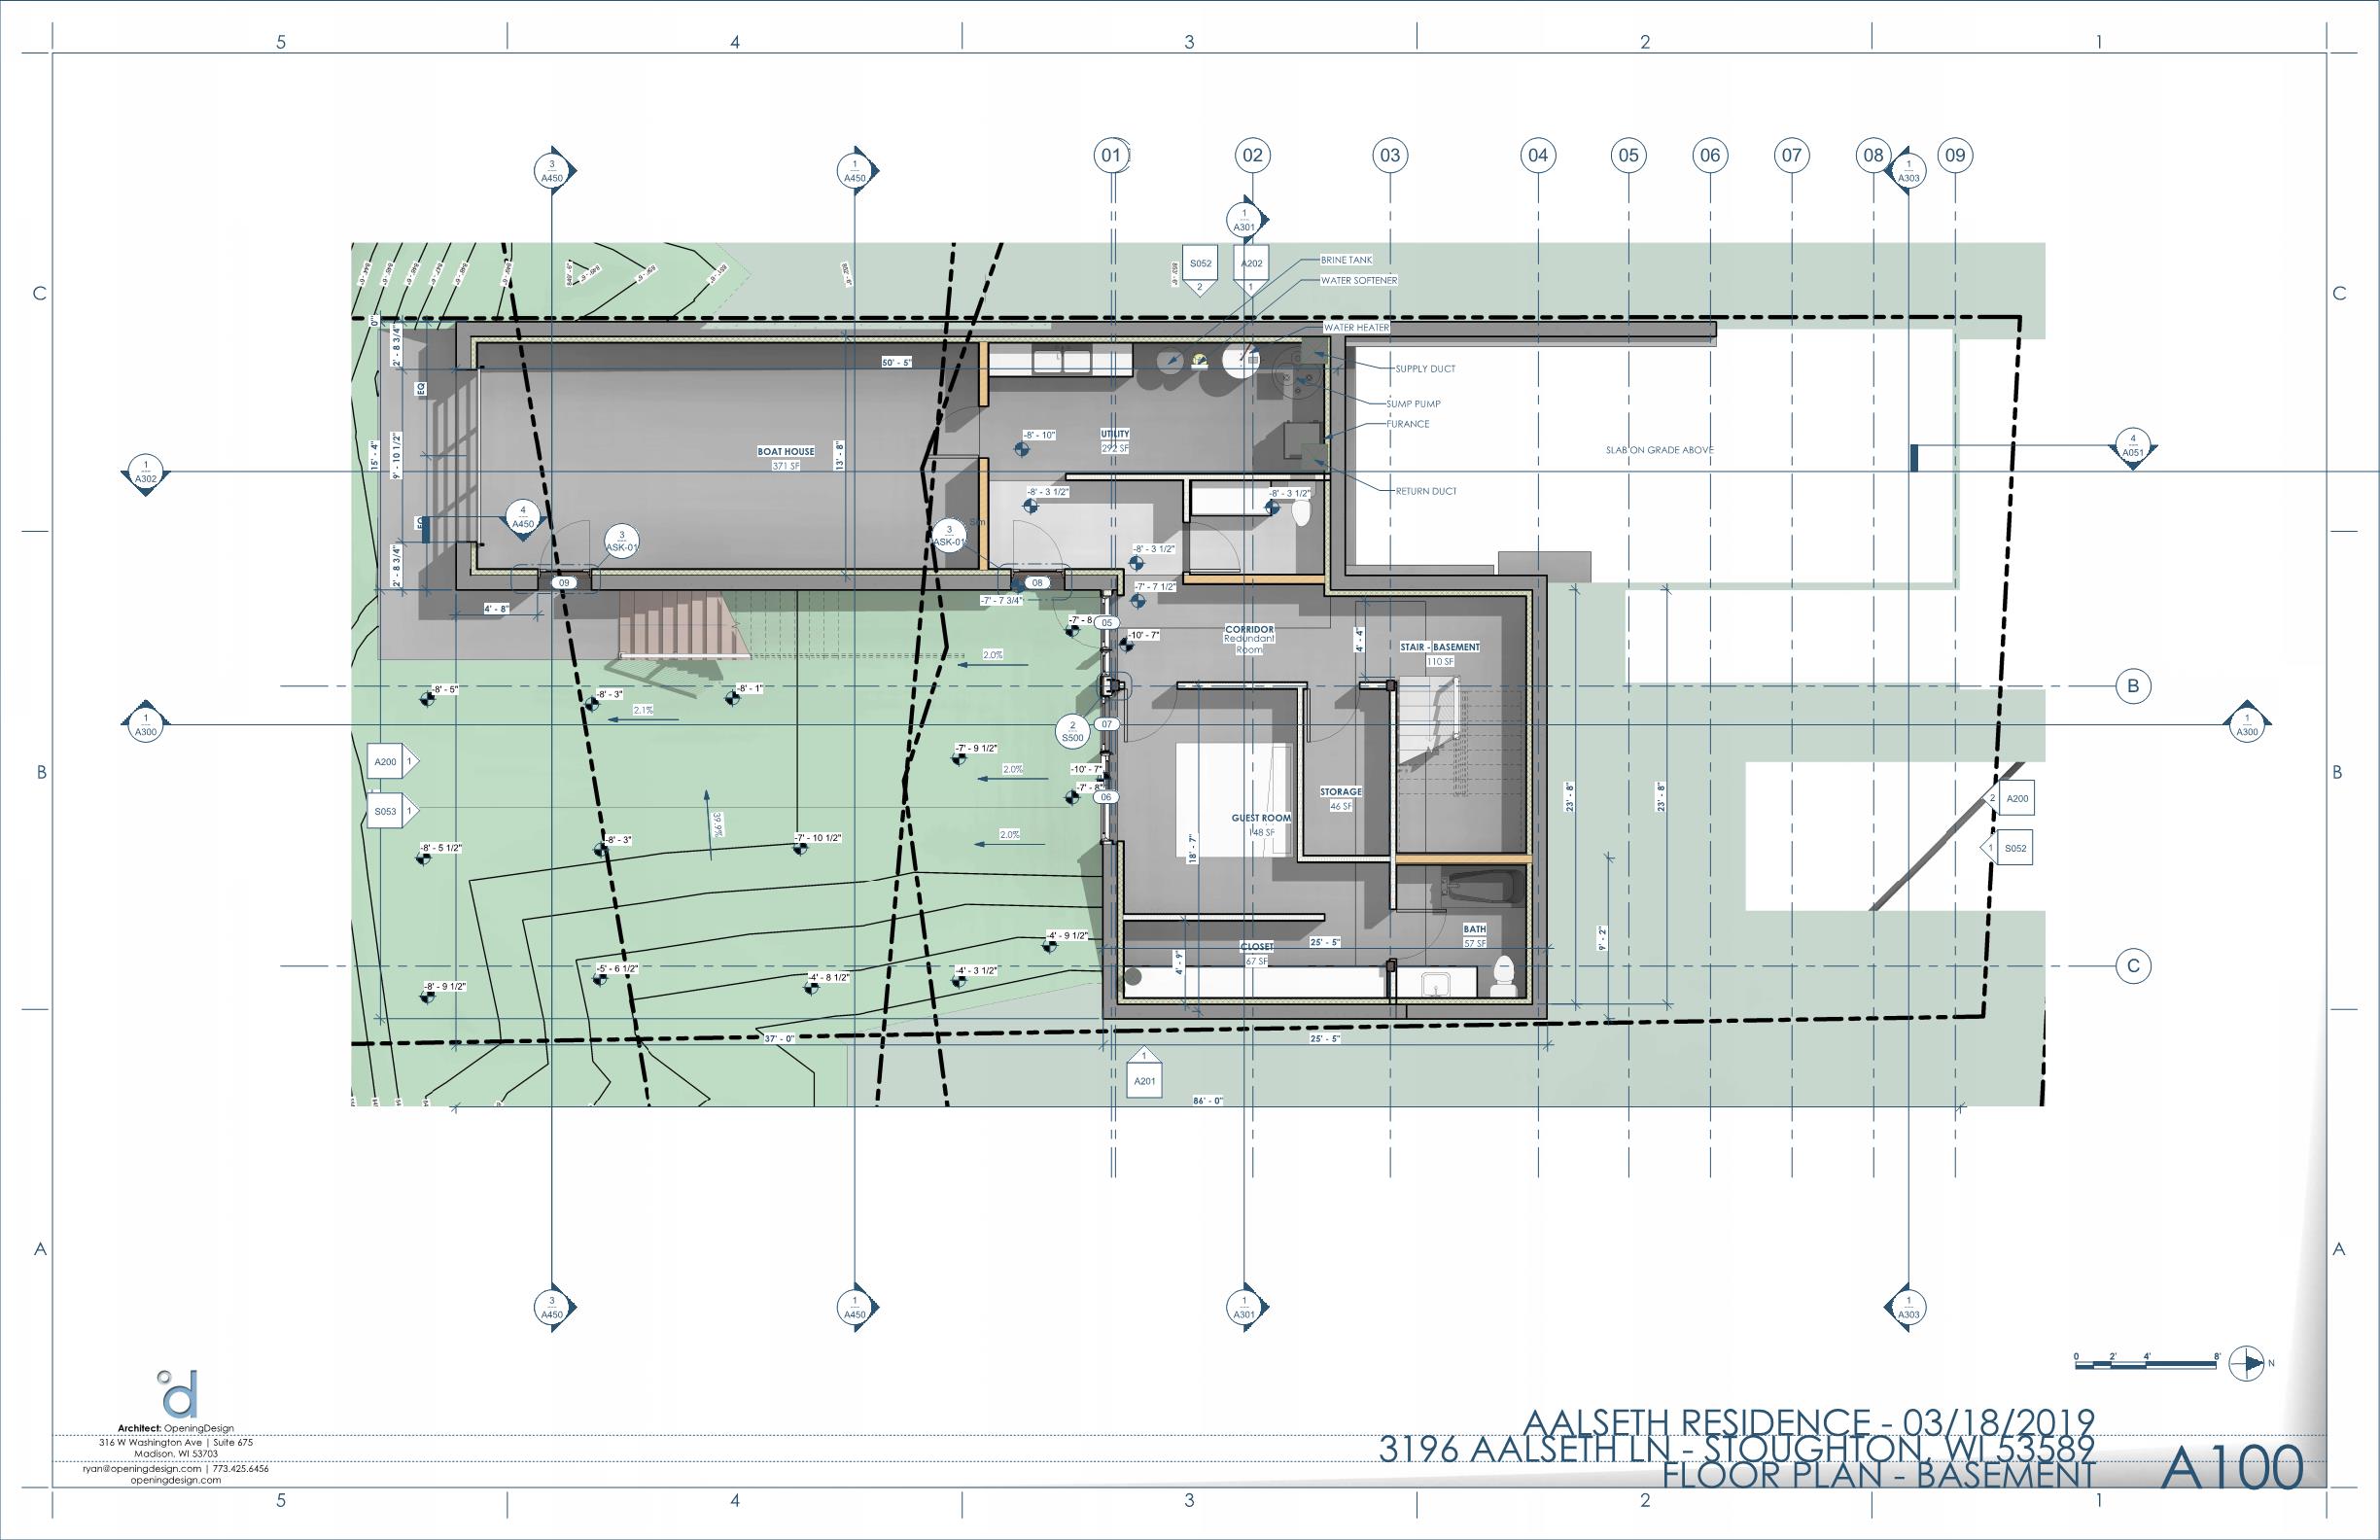 5
4
3
2
1
3
A450
1
A450
01
02
03
04
05
06
07
08
09
1
A303
1
A301
S052
2
A202
1
BRINE TANK
WATER SOFTENER
WATER HEATER
SUPPLY DUCT
SUMP PUMP
FURANCE
RETURN DUCT
C
C
0"
2' - 8 3/4"
EQ
15' - 4"
9' - 10 1/2"
EQ
2' - 8 3/4"
50' - 5"
13' - 8"
BOAT HOUSE
371 SF
-8' - 10"
UTILITY
292 SF
SLAB ON GRADE ABOVE
4
A051
1
A302
-8' - 3 1/2"
-8' - 3 1/2"
4
A450
3
ASK-01
3
ASK-01
-8' - 3 1/2"
09
08
-7' - 7 1/2"
-7' - 7 3/4"
4' - 8"
-7' - 8
05
-10' - 7"
CORRIDOR
Redundant
Room
4' - 4"
STAIR - BASEMENT
110 SF
2.0%
B
-8' - 5"
-8' - 3"
-8' - 1"
2.1%
1
A300
2
S500
07
1
A300
A200
1
-7' - 9 1/2"
2.0%
-10' - 7"
-7' - 8"
06
B
B
S053
1
39.9%
STORAGE
46 SF
GUEST ROOM
148 SF
23' - 8"
23' - 8"
2
A200
1
S052
2.0%
18' - 7"
-8' - 5 1/2"
-8' - 3"
-7' - 10 1/2"
-4' - 9 1/2"
CLOSET
67 SF
25' - 5"
BATH
57 SF
9' - 2"
4' - 9"
C
-8' - 9 1/2"
-5' - 6 1/2"
-4' - 8 1/2"
-4' - 3 1/2"
37' - 0"
25' - 5"
1
A201
86' - 0"
A
A
3
A450
1
A450
1
A301
1
A303
0
2'
4'
8'
N
d
Architect: OpeningDesign
316 W Washington Ave | Suite 675
Madison, WI 53703
ryan@openingdesign.com | 773.425.6456
openingdesign.com
AALSETH RESIDENCE - 03/18/2019
3196 AALSETH LN - STOUGHTON, WI 53589
FLOOR PLAN - BASEMENT
A100
5
4
3
2
1